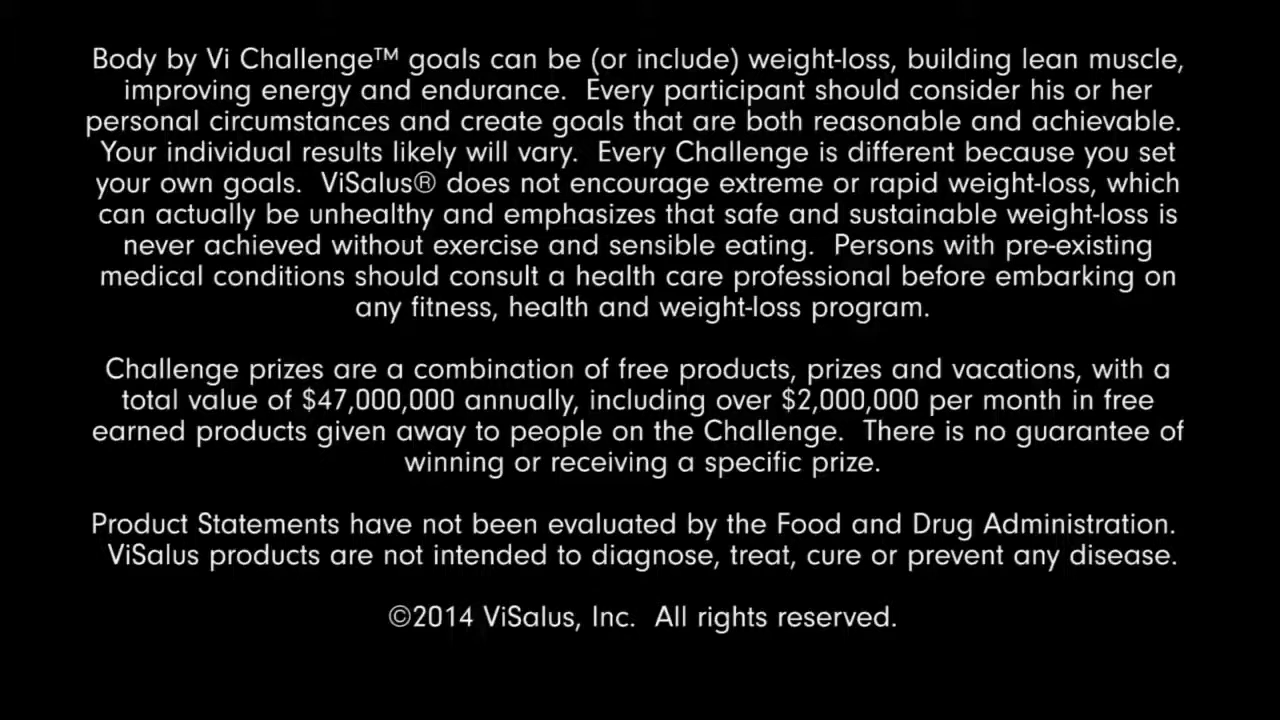 Body by Vi Challenge™ goals can be (or include) weight-loss, building lean muscle,
improving energy and endurance.  Every participant should consider his or her
personal circumstances and create goals that are both reasonable and achievable.
Your individual results likely will vary.  Every Challenge is different because you set
your own goals.  ViSalus® does not encourage extreme or rapid weight-loss, which
can actually be unhealthy and emphasizes that safe and sustainable weight-loss is
never achieved without exercise and sensible eating.  Persons with pre-existing
medical conditions should consult a health care professional before embarking on
any fitness, health and weight-loss program.
Challenge prizes are a combination of free products, prizes and vacations, with a
total value of $47,000,000 annually, including over $2,000,000 per month in free
earned products given away to people on the Challenge.  There is no guarantee of
winning or receiving a specific prize.
Product Statements have not been evaluated by the Food and Drug Administration.
ViSalus products are not intended to diagnose, treat, cure or prevent any disease.
©2014 ViSalus, Inc.  All rights reserved.